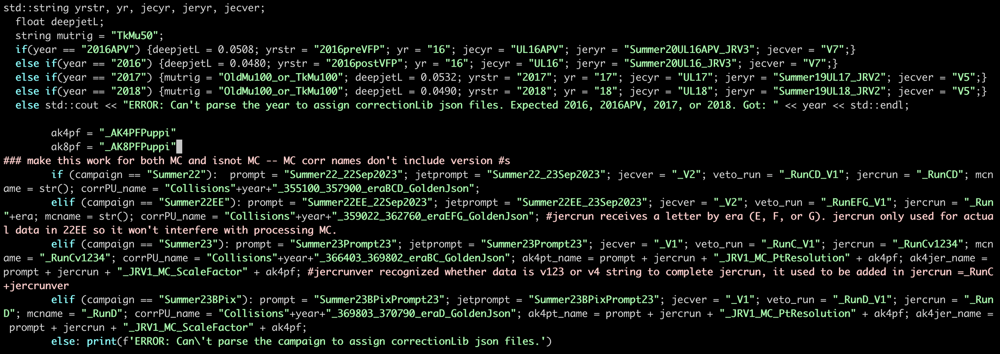 std::string yrstr, yr, jecyr, jeryr, jecver;
  float deepjetL;
  string mutrig = "TkMu50";
  if(year == "2016APV") {deepjetL = 0.0508; yrstr = "2016preVFP"; yr = "16"; jecyr = "UL16APV"; jeryr = "Summer20UL16APV_JRV3"; jecver = "V7";}
  else if(year == "2016") {deepjetL = 0.0480; yrstr = "2016postVFP"; yr = "16"; jecyr = "UL16"; jeryr = "Summer20UL16_JRV3"; jecver = "V7";}
  else if(year == "2017") {mutrig = "OldMu100_or_TkMu100"; deepjetL = 0.0532; yrstr = "2017"; yr = "17"; jecyr = "UL17"; jeryr = "Summer19UL17_JRV2"; jecver = "V5";}
  else if(year == "2018") {mutrig = "OldMu100_or_TkMu100"; deepjetL = 0.0490; yrstr = "2018"; yr = "18"; jecyr = "UL18"; jeryr = "Summer19UL18_JRV2"; jecver = "V5";}
  else std::cout << "ERROR: Can't parse the year to assign correctionLib json files. Expected 2016, 2016APV, 2017, or 2018. Got: " << year << std::endl;

        ak4pf = "_AK4PFPuppi"
        ak8pf = "_AK8PFPuppi"
### make this work for both MC and isnot MC -- MC corr names don't include version #s
        if (campaign == "Summer22"):  prompt = "Summer22_22Sep2023"; jetprompt = "Summer22_23Sep2023"; jecver = "_V2"; veto_run = "_RunCD_V1"; jercrun = "_RunCD"; mcn
ame = str(); corrPU_name = "Collisions"+year+"_355100_357900_eraBCD_GoldenJson";
        elif (campaign == "Summer22EE"): prompt = "Summer22EE_22Sep2023"; jetprompt = "Summer22EE_23Sep2023"; jecver = "_V2"; veto_run = "_RunEFG_V1"; jercrun = "_Run
"+era; mcname = str(); corrPU_name = "Collisions"+year+"_359022_362760_eraEFG_GoldenJson"; #jercrun receives a letter by era (E, F, or G). jercrun only used for actua
l data in 22EE so it won't interfere with processing MC.
        elif (campaign == "Summer23"): prompt = "Summer23Prompt23"; jetprompt = "Summer23Prompt23"; jecver = "_V1"; veto_run = "_RunC_V1"; jercrun = "_RunCv1234"; mcn
ame = "_RunCv1234"; corrPU_name = "Collisions"+year+"_366403_369802_eraBC_GoldenJson"; ak4pt_name = prompt + jercrun + "_JRV1_MC_PtResolution" + ak4pf; ak4jer_name =
prompt + jercrun + "_JRV1_MC_ScaleFactor" + ak4pf; #jercrunver recognized whether data is v123 or v4 string to complete jercrun, it used to be added in jercrun =_RunC
+jercrunver
        elif (campaign == "Summer23BPix"): prompt = "Summer23BPixPrompt23"; jetprompt = "Summer23BPixPrompt23"; jecver = "_V1"; veto_run = "_RunD_V1"; jercrun = "_Run
D"; mcname = "_RunD"; corrPU_name = "Collisions"+year+"_369803_370790_eraD_GoldenJson"; ak4pt_name = prompt + jercrun + "_JRV1_MC_PtResolution" + ak4pf; ak4jer_name =
 prompt + jercrun + "_JRV1_MC_ScaleFactor" + ak4pf;
        else: print(f'ERROR: Can\'t parse the campaign to assign correctionLib json files.')